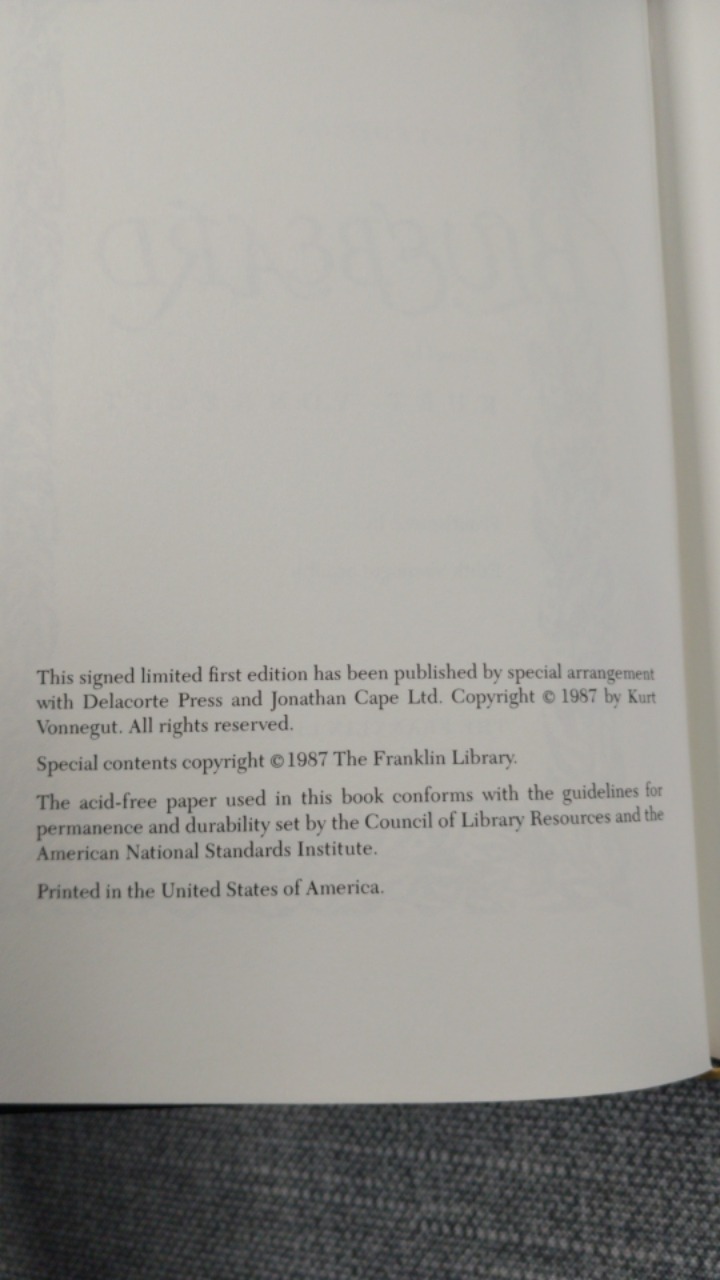 BLUEBEARD
This signed limited first edition has been published by special arrangement
with Delacorte Press and Jonathan Cape Ltd. Copyright © 1987 by Kurt
Vonnegut. All rights reserved.
Special contents copyright © 1987 The Franklin Library.
The acid-free paper used in this book conforms with the guidelines for
permanence and durability set by the Council of Library Resources and the
American National Standards Institute.
Printed in the United States of America.